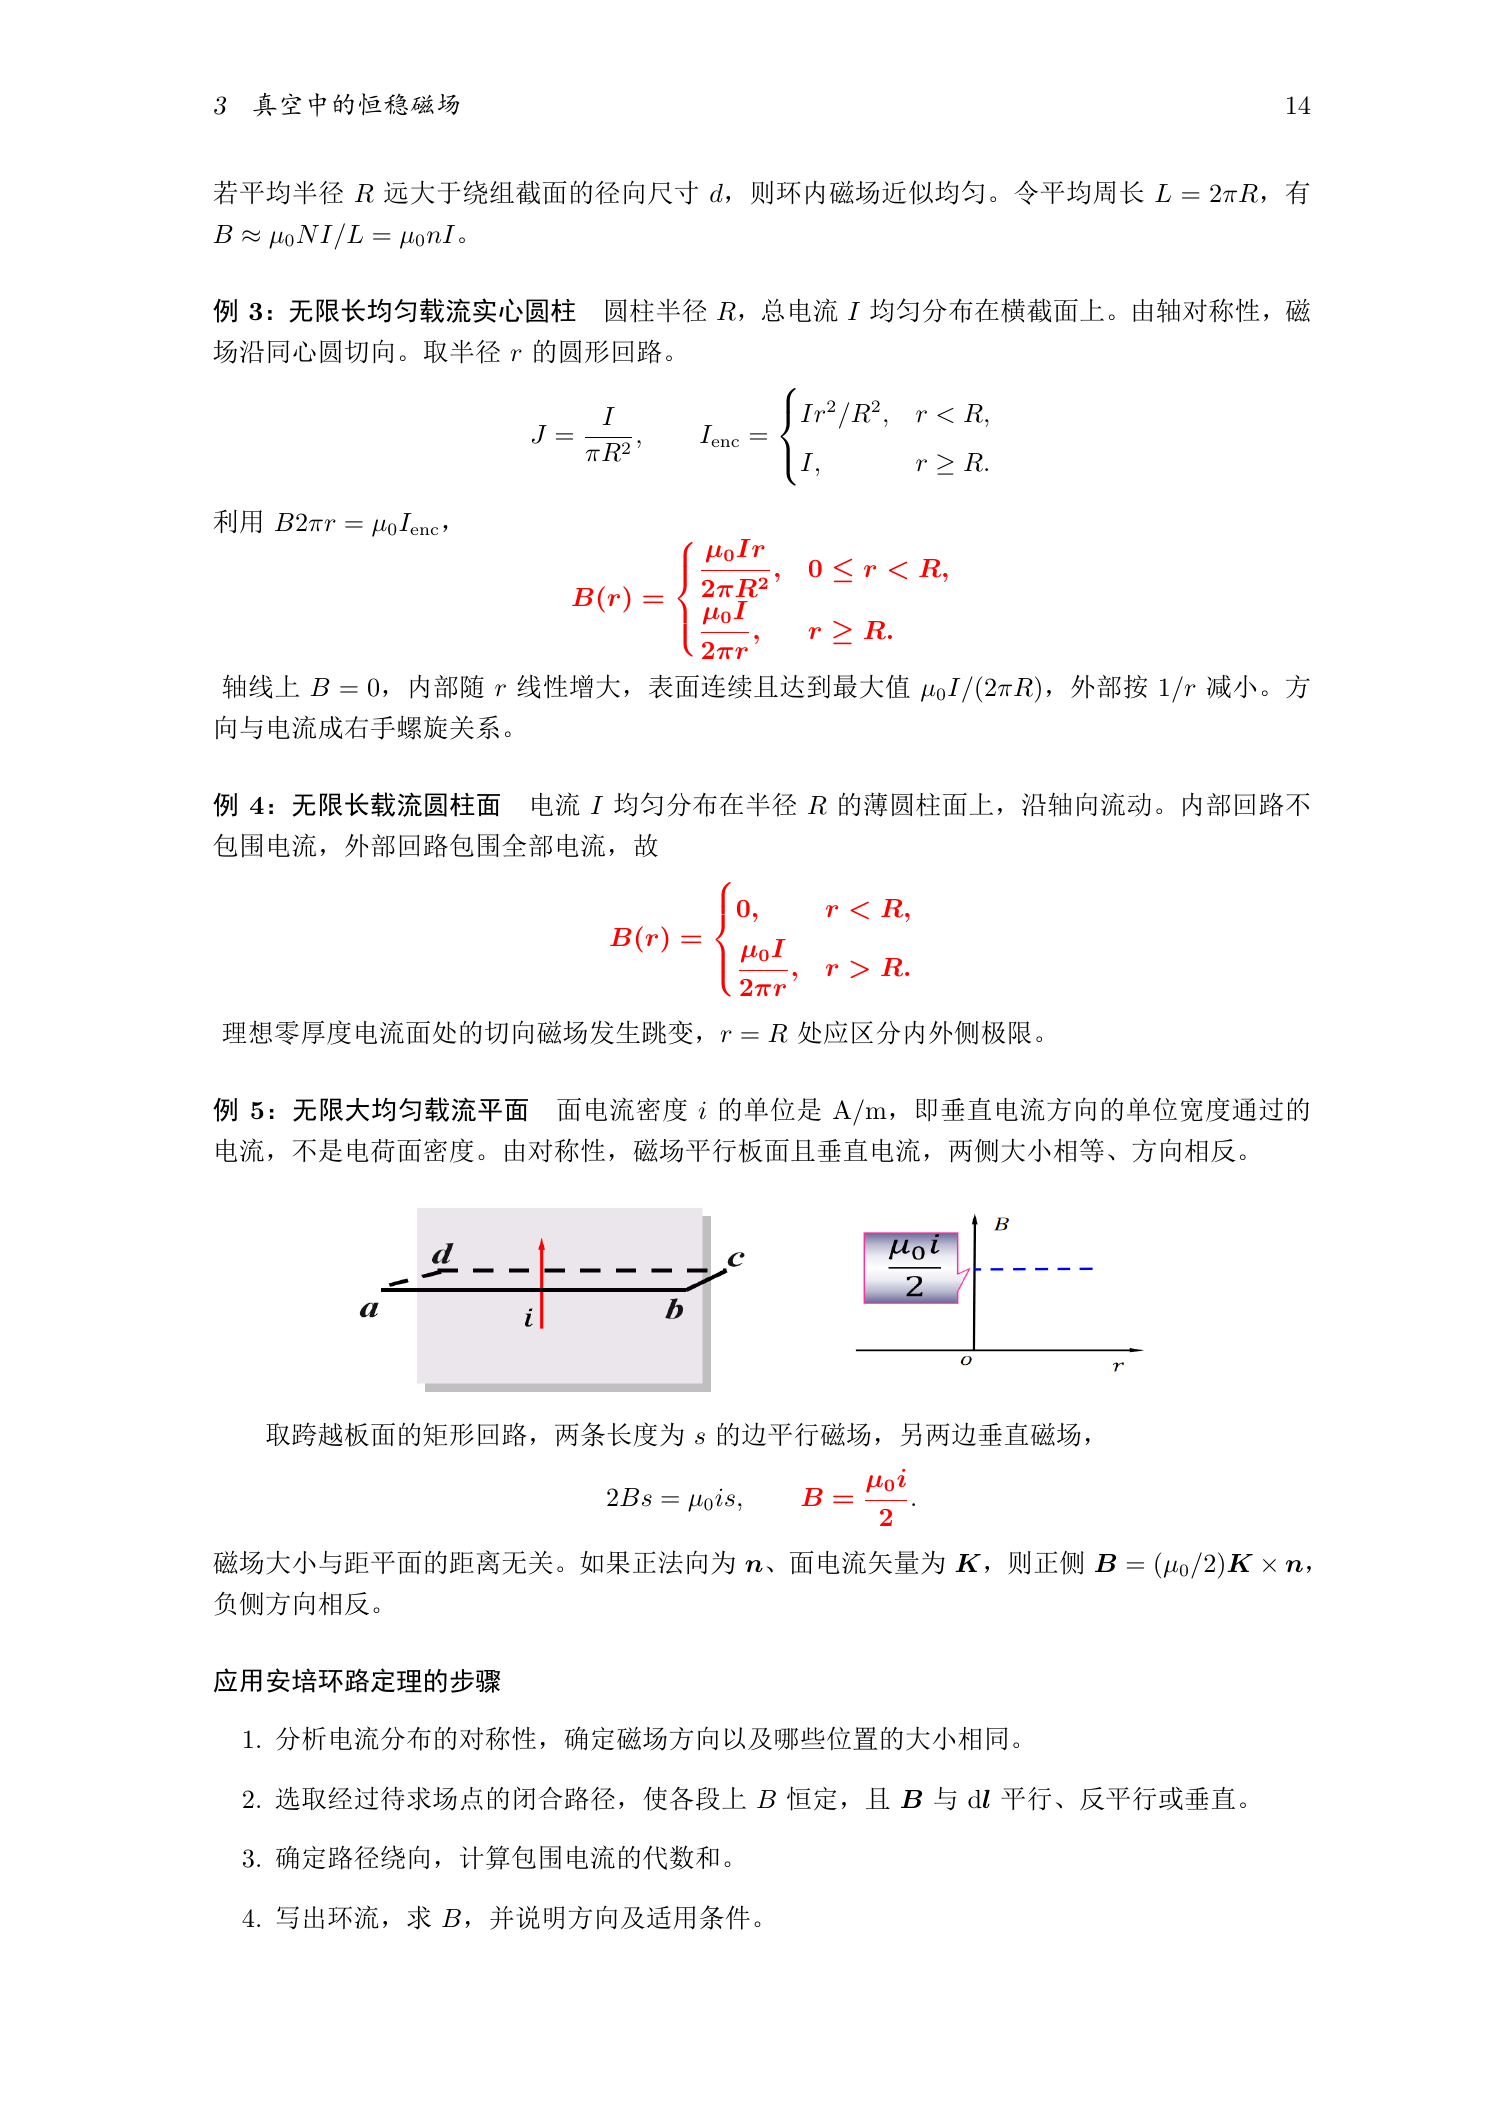 3 真空中的恒稳磁场 14
若平均半径 R 远大于绕组截面的径向尺寸 d，则环内磁场近似均匀。令平均周长 L = 2πR，有
B ≈ μ₀NI/L = μ₀nI。
例 3：无限长均匀载流实心圆柱 圆柱半径 R，总电流 I 均匀分布在横截面上。由轴对称性，磁
场沿同心圆切向。取半径 r 的圆形回路。
J = I/(πR²), I_enc = { Ir²/R², r < R,
I, r ≥ R.
利用 B2πr = μ₀I_enc，
B(r) = { μ₀Ir/(2πR²), 0 ≤ r < R,
μ₀I/(2πr), r ≥ R.
轴线上 B = 0，内部随 r 线性增大，表面连续且达到最大值 μ₀I/(2πR)，外部按 1/r 减小。方
向与电流成右手螺旋关系。
例 4：无限长载流圆柱面 电流 I 均匀分布在半径 R 的薄圆柱面上，沿轴向流动。内部回路不
包围电流，外部回路包围全部电流，故
B(r) = { 0, r < R,
μ₀I/(2πr), r > R.
理想零厚度电流面处的切向磁场发生跳变，r = R 处应区分内外侧极限。
例 5：无限大均匀载流平面 面电流密度 i 的单位是 A/m，即垂直电流方向的单位宽度通过的
电流，不是电荷面密度。由对称性，磁场平行板面且垂直电流，两侧大小相等、方向相反。
d c
a i b
B
μ₀i/2
o r
取跨越板面的矩形回路，两条长度为 s 的边平行磁场，另两边垂直磁场，
2Bs = μ₀is, B = μ₀i/2.
磁场大小与距平面的距离无关。如果正法向为 n、面电流矢量为 K，则正侧 B = (μ₀/2)K × n，
负侧方向相反。
应用安培环路定理的步骤
1. 分析电流分布的对称性，确定磁场方向以及哪些位置的大小相同。
2. 选取经过待求场点的闭合路径，使各段上 B 恒定，且 B 与 dl 平行、反平行或垂直。
3. 确定路径绕向，计算包围电流的代数和。
4. 写出环流，求 B，并说明方向及适用条件。